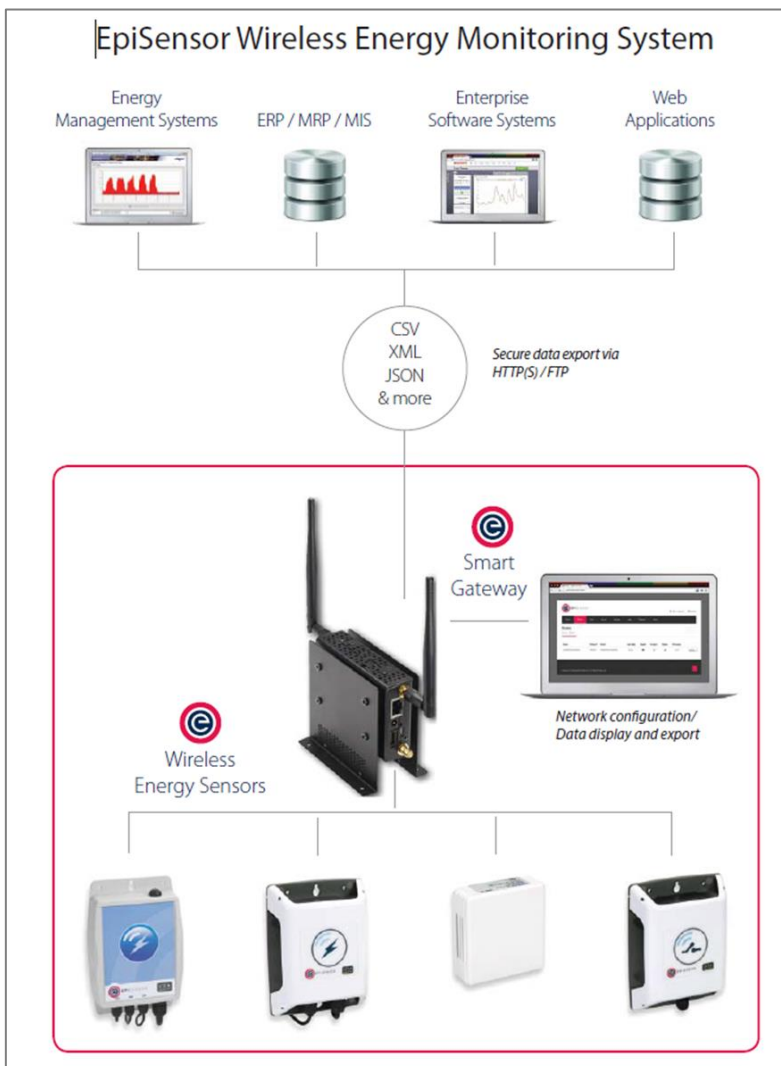 EpiSensor Wireless Energy Monitoring System
Energy
Management Systems
ERP / MRP / MIS
Enterprise
Software Systems
Web
Applications
CSV
XML
JSON
& more
Secure data export via
HTTP(S) / FTP
e
Smart
Gateway
Network configuration/
Data display and export
e
Wireless
Energy Sensors